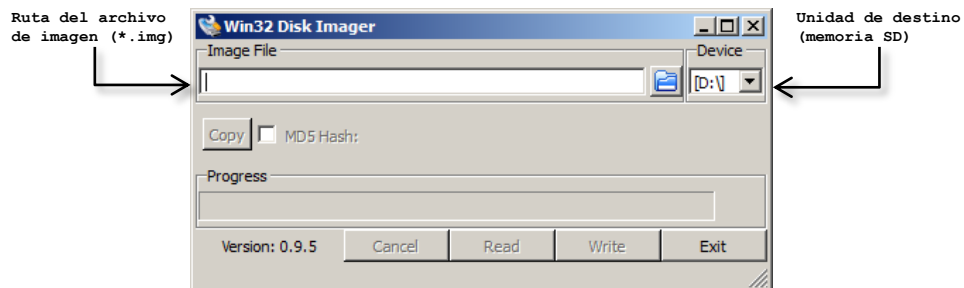 Ruta del archivo
de imagen (*.img)
Win32 Disk Imager
Unidad de destino
(memoria SD)
Image File
Device
[D:\]
Copy
MD5 Hash:
Progress
Version: 0.9.5
Cancel
Read
Write
Exit